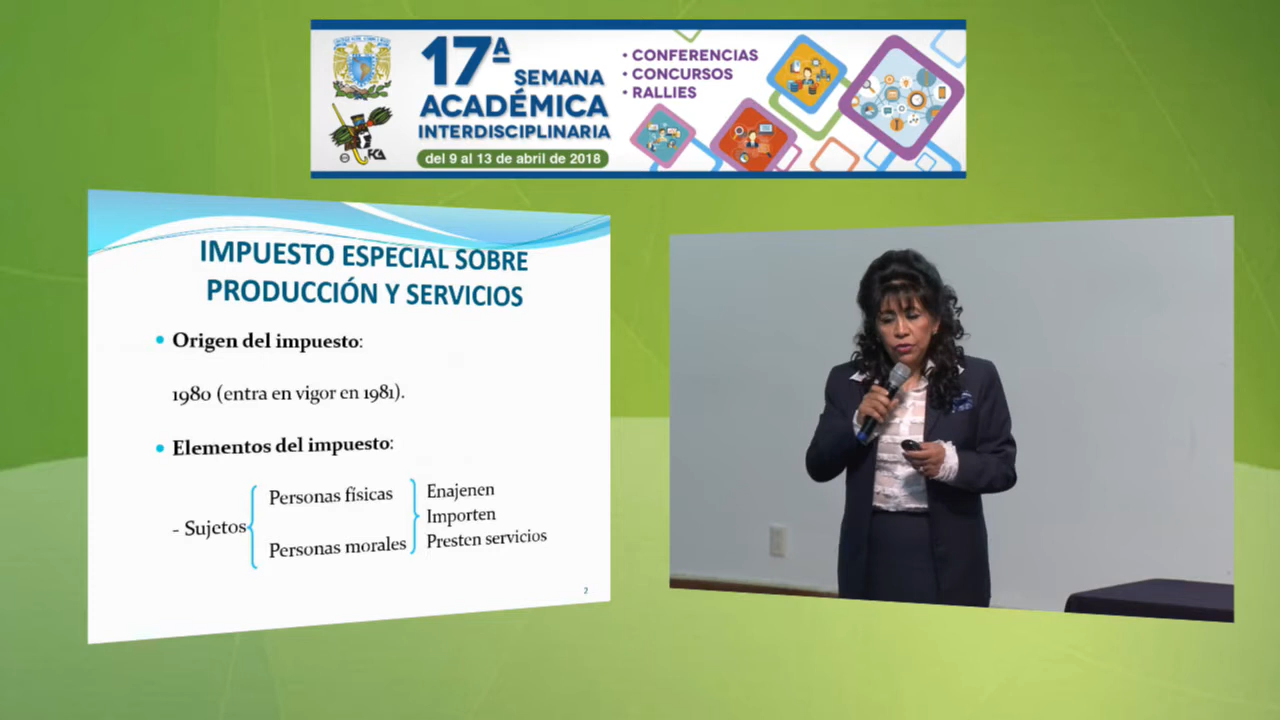 17ª
SEMANA
ACADÉMICA
INTERDISCIPLINARIA
del 9 al 13 de abril de 2018
• CONFERENCIAS
• CONCURSOS
• RALLIES
FCA
IMPUESTO ESPECIAL SOBRE
PRODUCCIÓN Y SERVICIOS
• Origen del impuesto:
1980 (entra en vigor en 1981).
• Elementos del impuesto:
- Sujetos
Personas físicas
Personas morales
Enajenen
Importen
Presten servicios
2